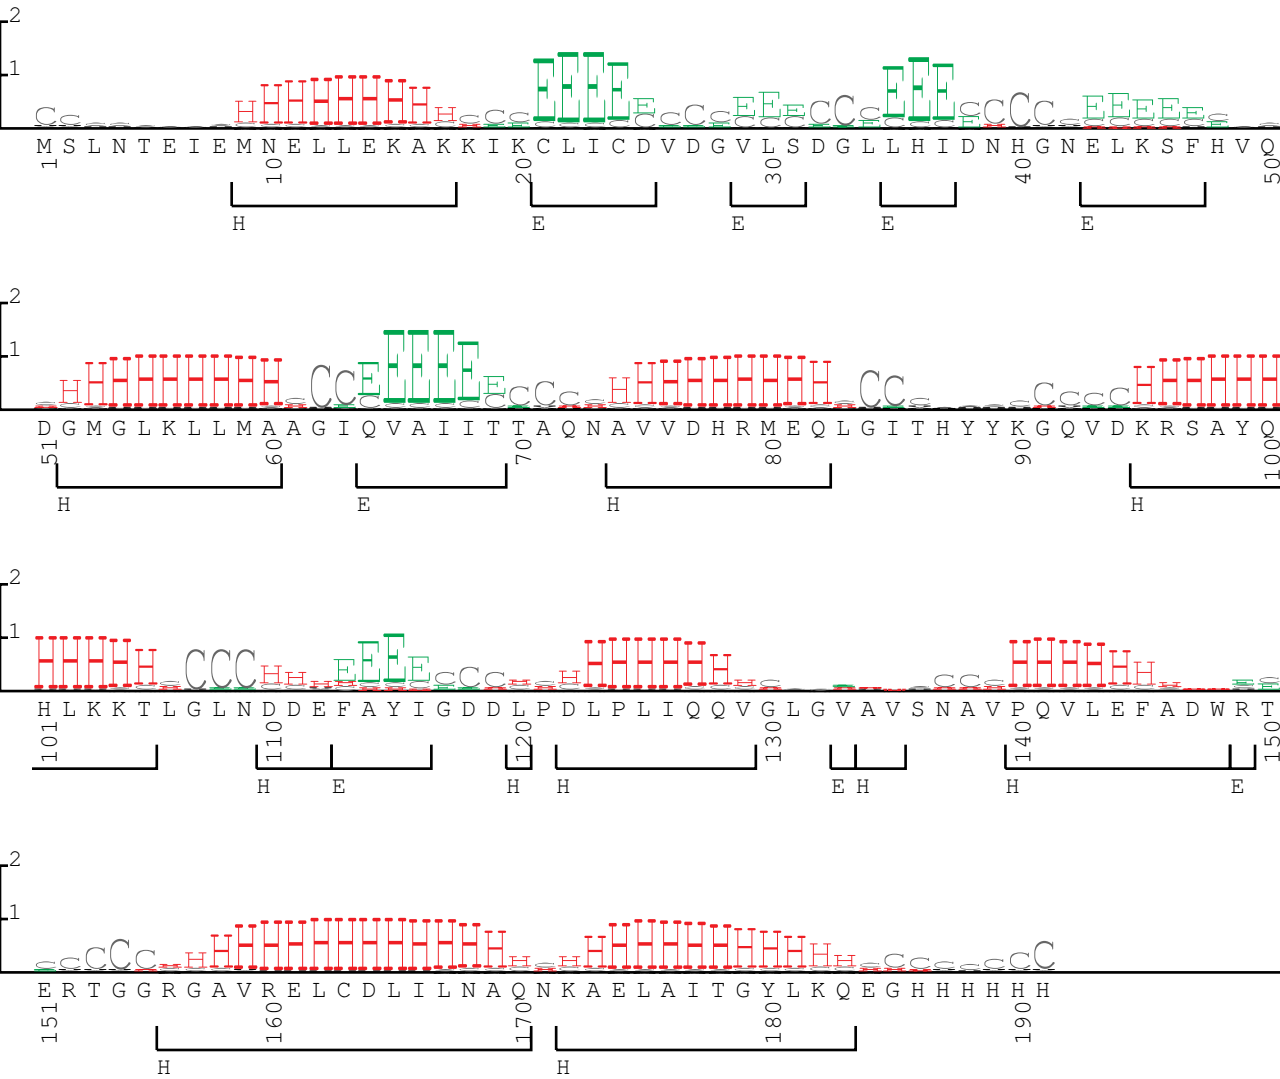 2
1
M S L N T E I E M N E L L E K A K K I K C L I C D V D G V L S D G L L H I D N H G N E L K S F H V Q
1 10 20 30 40 50
H E E E E
2
1
D G M G L K L L M A A G I Q V A I I T T A Q N A V V D H R M E Q L G I T H Y Y K G Q V D K R S A Y Q
51 60 70 80 90 100
H E H H
2
1
H L K K T L G L N D D E F A Y I G D D L P D L P L I Q Q V G L G V A V S N A V P Q V L E F A D W R T
101 110 120 130 140 150
H E H H E H H E
2
1
E R T G G R G A V R E L C D L I L N A Q N K A E L A I T G Y L K Q E G H H H H H H
151 160 170 180 190
H H